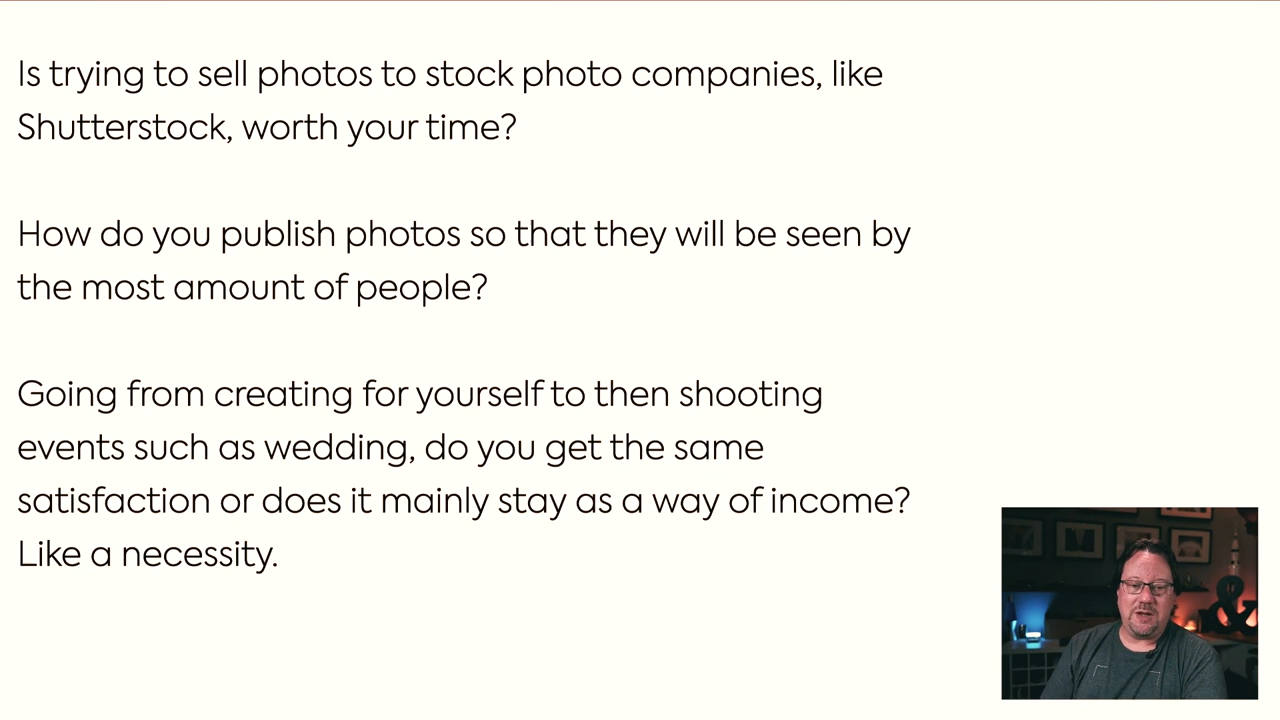 Is trying to sell photos to stock photo companies, like
Shutterstock, worth your time?
How do you publish photos so that they will be seen by
the most amount of people?
Going from creating for yourself to then shooting
events such as wedding, do you get the same
satisfaction or does it mainly stay as a way of income?
Like a necessity.
&